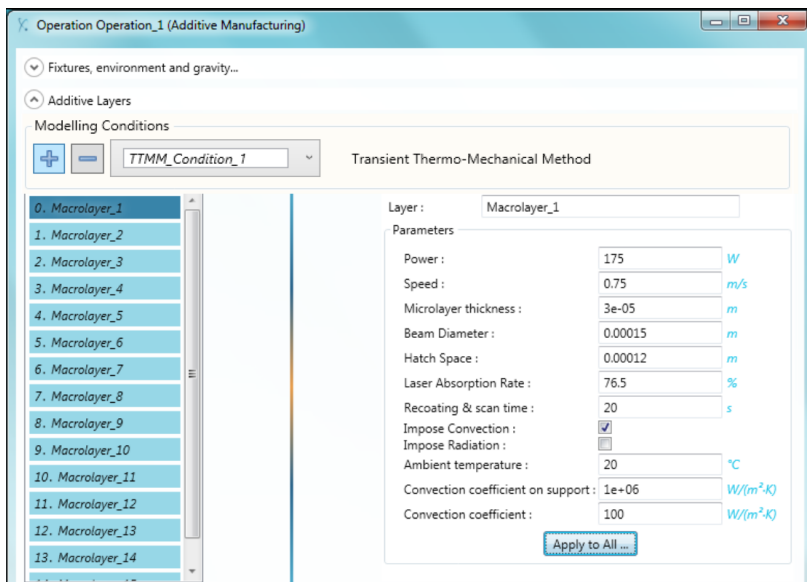 Operation Operation_1 (Additive Manufacturing)
Fixtures, environment and gravity...
Additive Layers
Modelling Conditions
TTMM_Condition_1 Transient Thermo-Mechanical Method
0. Macrolayer_1
1. Macrolayer_2
2. Macrolayer_3
3. Macrolayer_4
4. Macrolayer_5
5. Macrolayer_6
6. Macrolayer_7
7. Macrolayer_8
8. Macrolayer_9
9. Macrolayer_10
10. Macrolayer_11
11. Macrolayer_12
12. Macrolayer_13
13. Macrolayer_14
Layer : Macrolayer_1
Parameters
Power : 175 W
Speed : 0.75 m/s
Microlayer thickness : 3e-05 m
Beam Diameter : 0.00015 m
Hatch Space : 0.00012 m
Laser Absorption Rate : 76.5 %
Recoating & scan time : 20 s
Impose Convection :
Impose Radiation :
Ambient temperature : 20 °C
Convection coefficient on support : 1e+06 W/(m²·K)
Convection coefficient : 100 W/(m²·K)
Apply to All ...